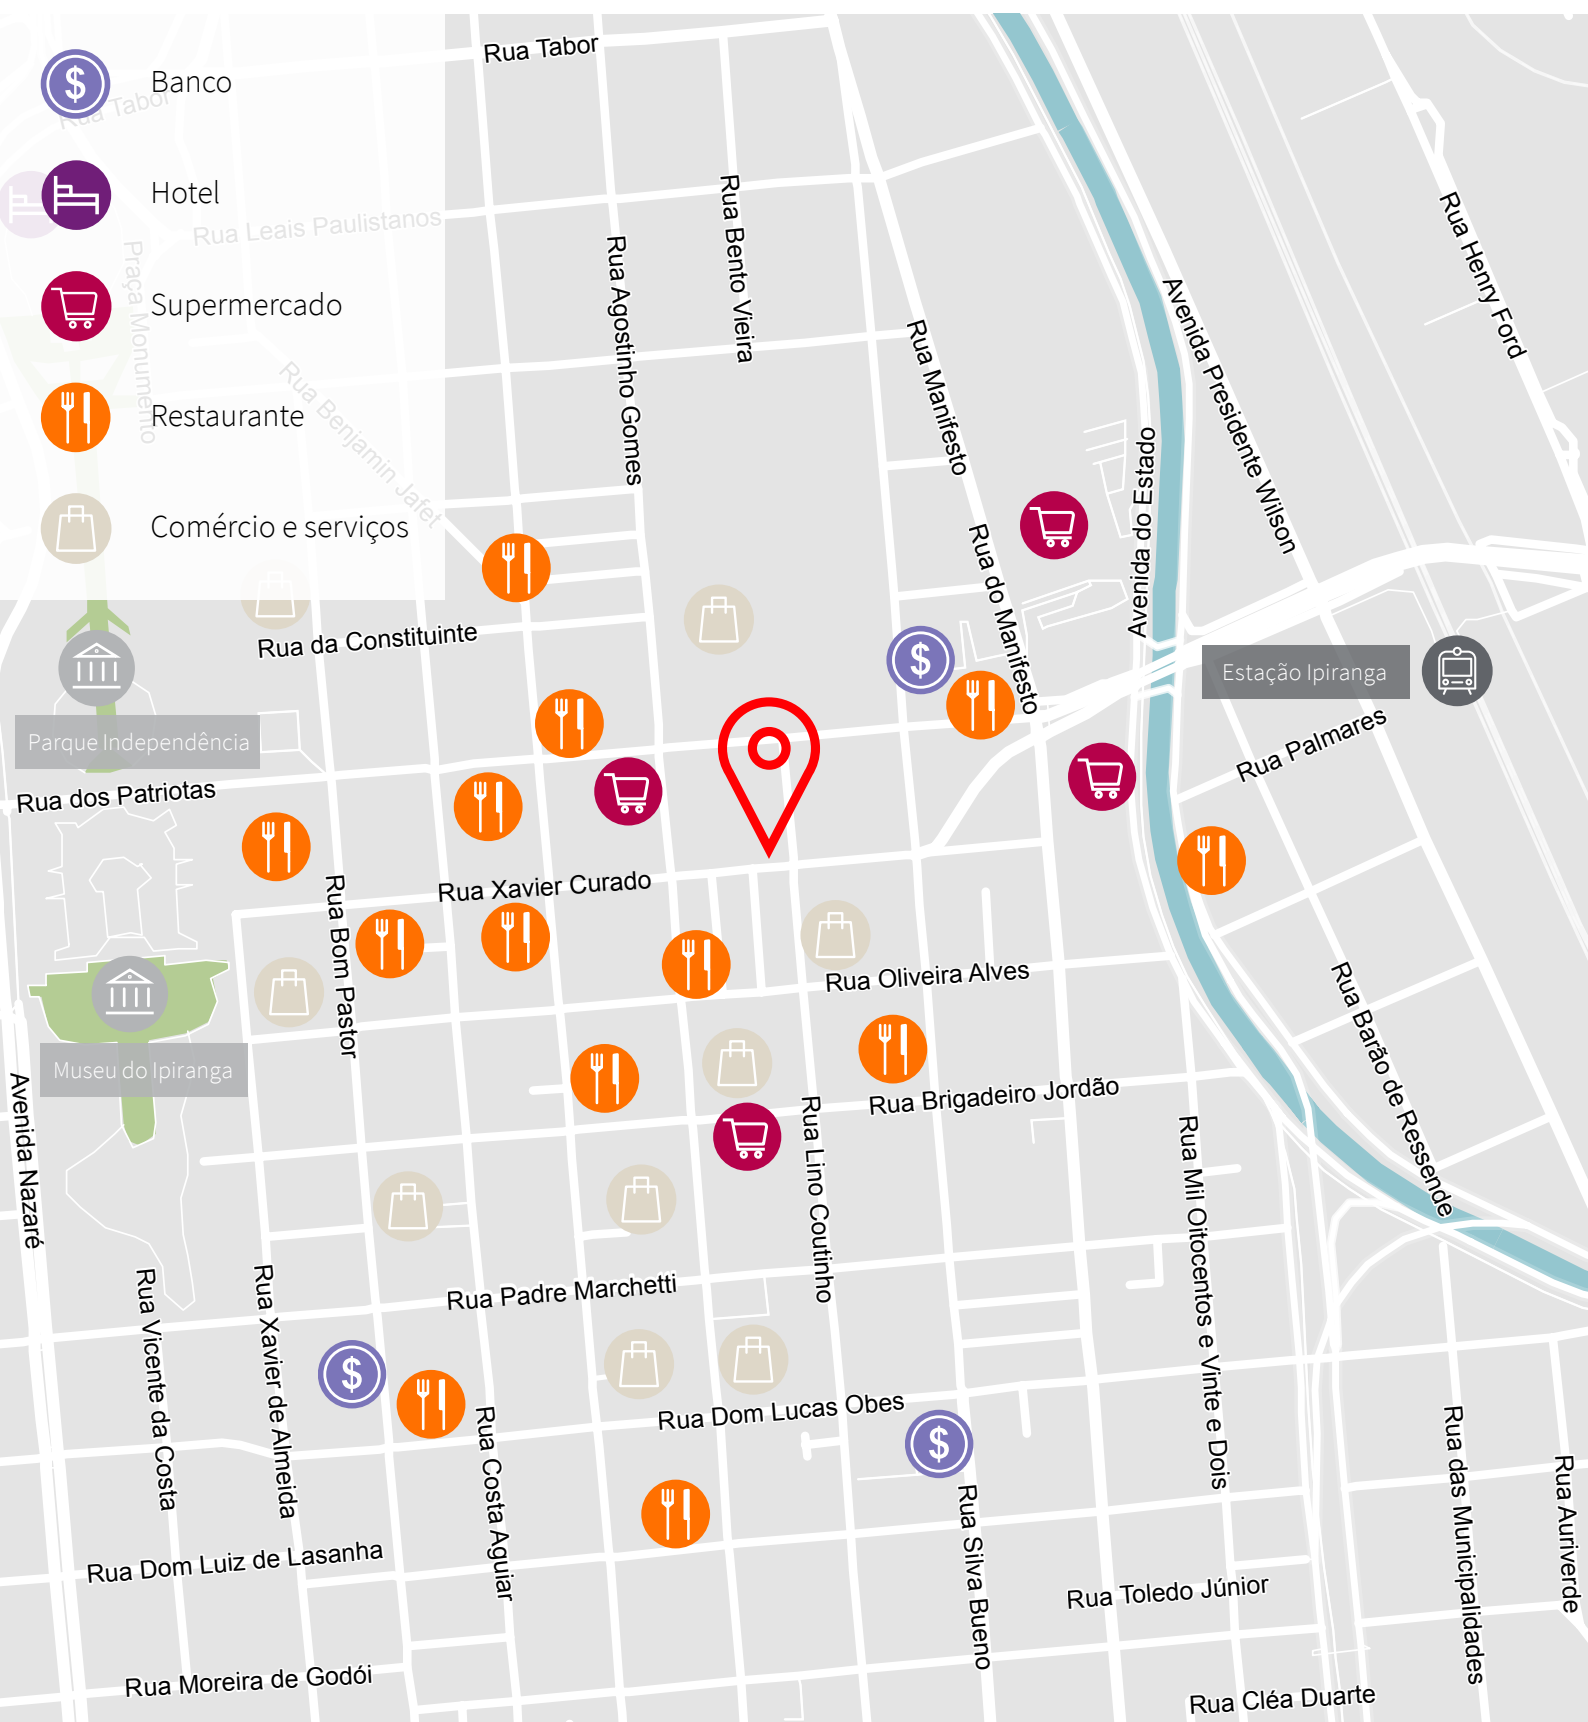 Rua Tabor
$
Banco
Rua Tabor
Hotel
Rua Leais Paulistanos
Rua Bento Vieira
Rua Henry Ford
Praça Monumento
Rua Agostinho Gomes
Supermercado
Avenida Presidente Wilson
Rua Manifesto
Rua Benjamin Jafet
Restaurante
Avenida do Estado
Comércio e serviços
Rua do Manifesto
Rua da Constituinte
$
Estação Ipiranga
Parque Independência
Rua Palmares
Rua dos Patriotas
Rua Xavier Curado
Rua Bom Pastor
Rua Oliveira Alves
Rua Barão de Ressende
Museu do Ipiranga
Avenida Nazaré
Rua Brigadeiro Jordão
Rua Lino Coutinho
Rua Mil Oitocentos e Vinte e Dois
Rua Padre Marchetti
Rua Vicente da Costa
Rua Xavier de Almeida
$
Rua Dom Lucas Obes
Rua Costa Aguiar
$
Rua das Municipalidades
Rua Auriverde
Rua Silva Bueno
Rua Dom Luiz de Lasanha
Rua Toledo Júnior
Rua Moreira de Godói
Rua Cléa Duarte